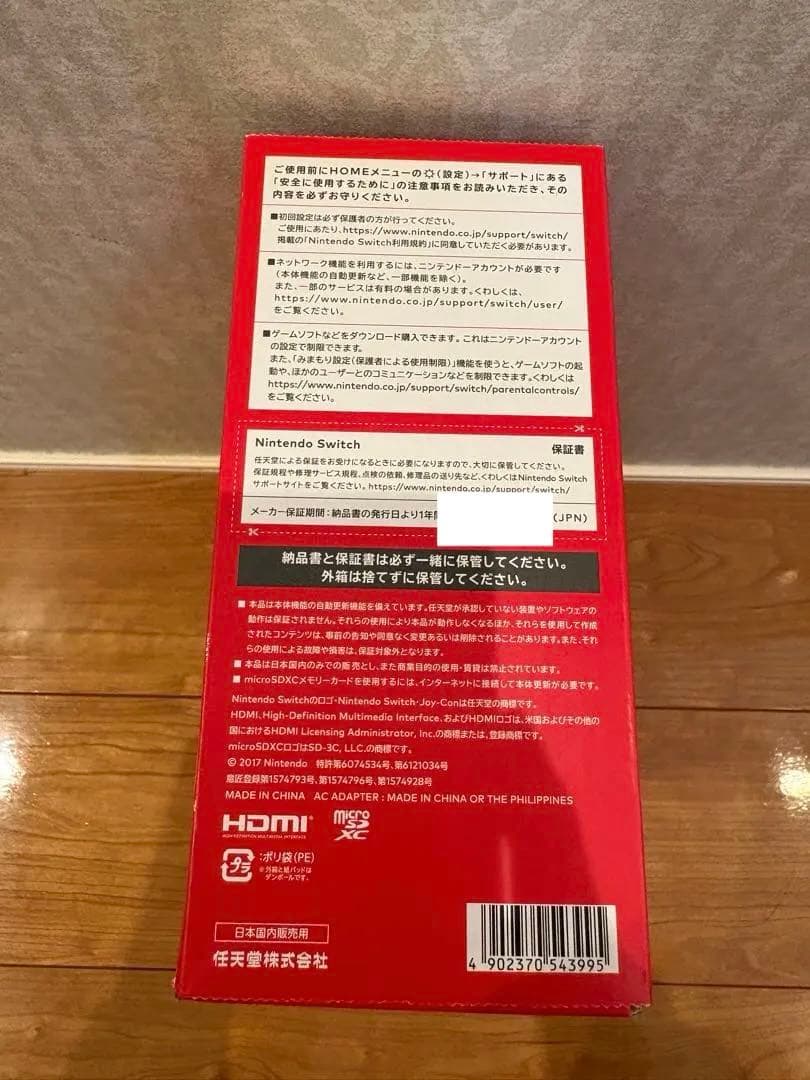 ご使用前にHOMEメニューの(設定)→「サポート」にある
「安全に使用するために」の注意事項をお読みいただき、その
内容を必ずお守りください。
■初回設定は必ず保護者の方が行ってください。
ご使用にあたり、https://www.nintendo.co.jp/support/switch/
掲載の「Nintendo Switch利用規約」に同意していただく必要があります。
■ネットワーク機能を利用するには、ニンテンドーアカウントが必要です
(本体機能の自動更新など、一部機能を除く)。
また、一部のサービスは有料の場合があります。くわしくは、
https://www.nintendo.co.jp/support/switch/user/
をご覧ください。
■ゲームソフトなどをダウンロード購入できます。これはニンテンドーアカウント
の設定で制限できます。
また、「みまもり設定(保護者による使用制限)」機能を使うと、ゲームソフトの起
動や、ほかのユーザーとのコミュニケーションなどを制限できます。くわしくは
https://www.nintendo.co.jp/support/switch/parentalcontrols/
をご覧ください。
Nintendo Switch 保証書
任天堂による保証をお受けになるときに必要になりますので、大切に保管してください。
保証規程や修理サービス規程、点検の依頼、修理品の送り先など、くわしくはNintendo Switch
サポートサイトをご覧ください。https://www.nintendo.co.jp/support/switch/
メーカー保証期間:納品書の発行日より1年間 (JPN)
納品書と保証書は必ず一緒に保管してください。
外箱は捨てずに保管してください。
■ 本品は本体機能の自動更新機能を備えています。任天堂が承認していない装置やソフトウェアの
動作は保証されません。それらの使用により本品が動作しなくなるほか、それらを使用して作成
されたコンテンツは、事前の告知や同意なく変更あるいは削除されることがあります。また、それ
らの使用による故障や損害は、保証対象外となります。
■ 本品は日本国内のみでの販売とし、また商業目的の使用・賃貸は禁止されています。
■ microSDXCメモリーカードを使用するには、インターネットに接続して本体更新が必要です。
Nintendo Switchのロゴ・Nintendo Switch・Joy-Conは任天堂の商標です。
HDMI、High-Definition Multimedia Interface、およびHDMIロゴは、米国およびその他の
国におけるHDMI Licensing Administrator, Inc.の商標または、登録商標です。
microSDXCロゴはSD-3C, LLC.の商標です。
© 2017 Nintendo 特許第6074534号、第6121034号
意匠登録第1574793号、第1574796号、第1574928号
MADE IN CHINA AC ADAPTER : MADE IN CHINA OR THE PHILIPPINES
HDMI
HIGH-DEFINITION MULTIMEDIA INTERFACE
micro
SD
XC
プラ
:ポリ袋(PE)
※外箱と紙パッドは
ダンボールです。
日本国内販売用
任天堂株式会社
4 902370 543995